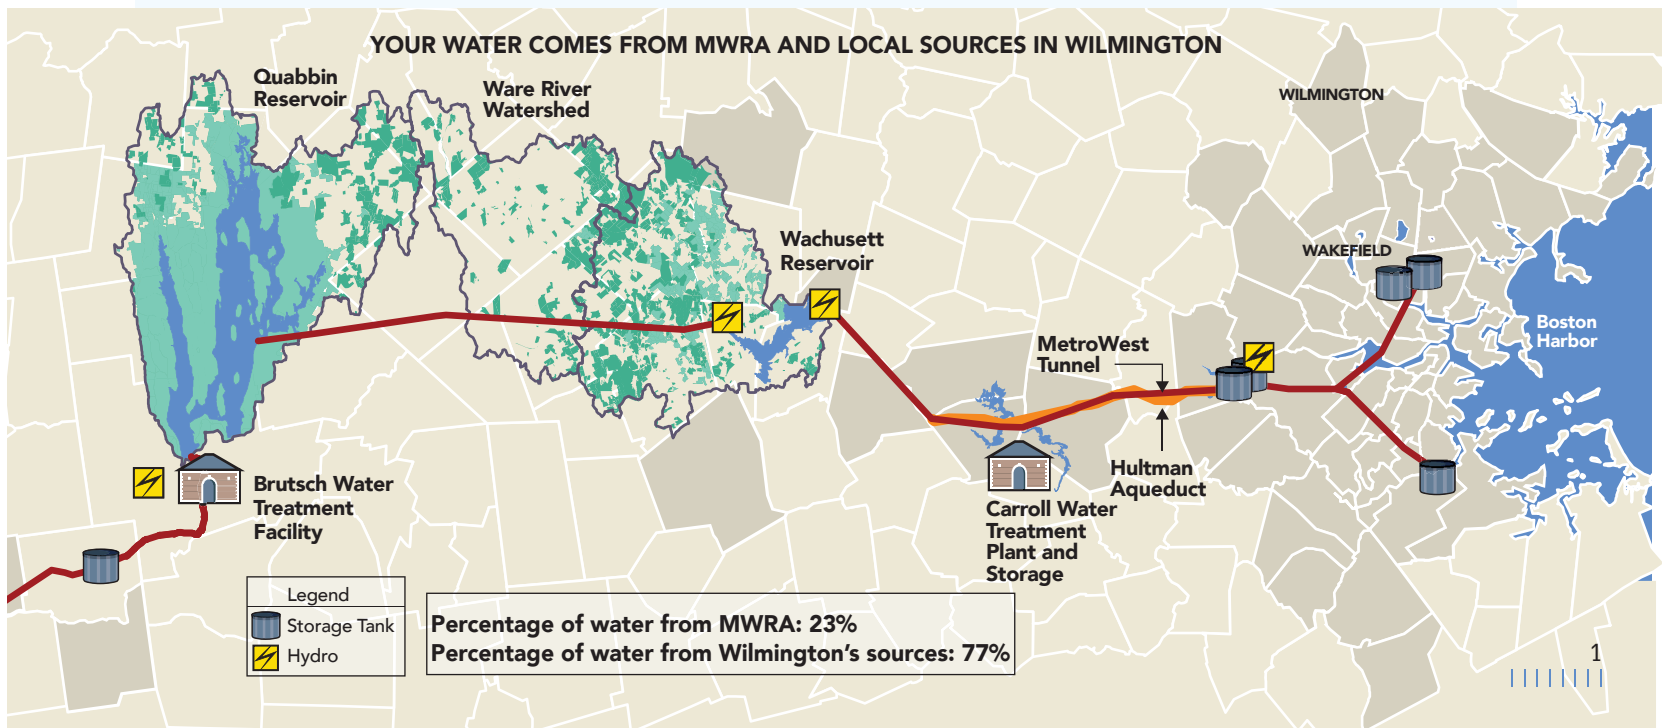 YOUR WATER COMES FROM MWRA AND LOCAL SOURCES IN WILMINGTON
Quabbin
Reservoir
Ware River
Watershed
WILMINGTON
Wachusett
Reservoir
WAKEFIELD
Boston
Harbor
MetroWest
Tunnel
Hultman
Aqueduct
Brutsch Water
Treatment
Facility
Carroll Water
Treatment
Plant and
Storage
Legend
Storage Tank
Hydro
Percentage of water from MWRA: 23%
Percentage of water from Wilmington’s sources: 77%
1